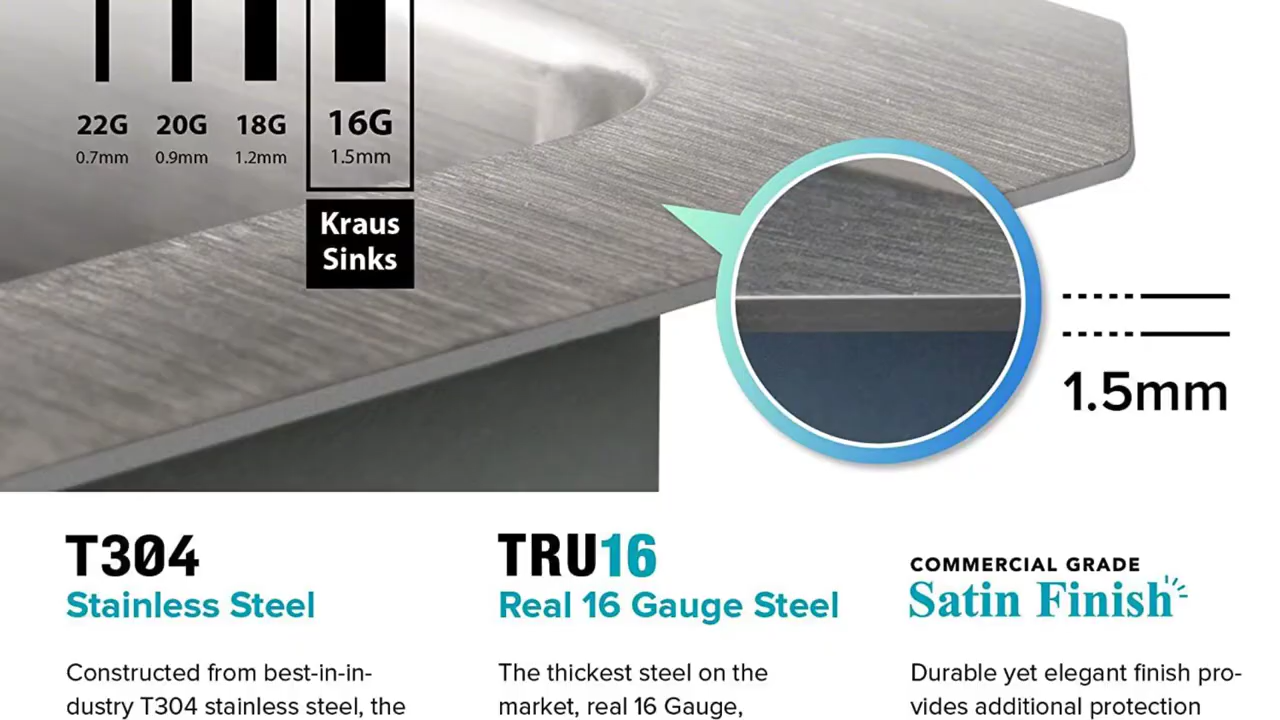 22G 20G 18G 16G
0.7mm 0.9mm 1.2mm 1.5mm
Kraus
Sinks
1.5mm
T304
Stainless Steel
Constructed from best-in-in-
dustry T304 stainless steel, the
TRU16
Real 16 Gauge Steel
The thickest steel on the
market, real 16 Gauge,
COMMERCIAL GRADE
Satin Finish
Durable yet elegant finish pro-
vides additional protection